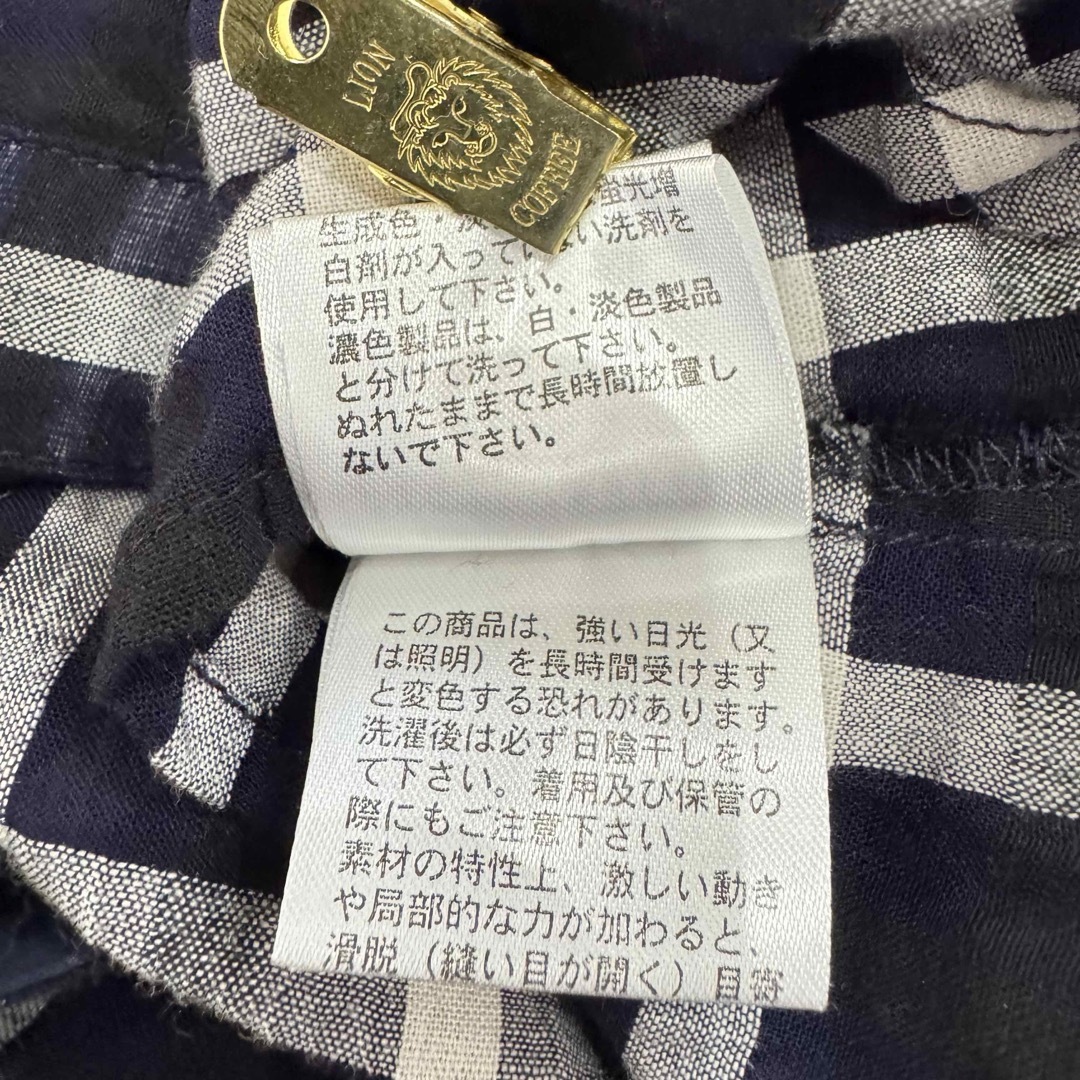 LION
COFFEE
蛍光増
生成色・淡
白剤が入っていない洗剤を
使用して下さい。
濃色製品は、白・淡色製品
と分けて洗って下さい。
ぬれたままで長時間放置し
ないで下さい。
この商品は、強い日光（又
は照明）を長時間受けます
と変色する恐れがあります。
洗濯後は必ず日陰干しをし
て下さい。着用及び保管の
際にもご注意下さい。
素材の特性上、激しい動き
や局部的な力が加わると、
滑脱（縫い目が開く）